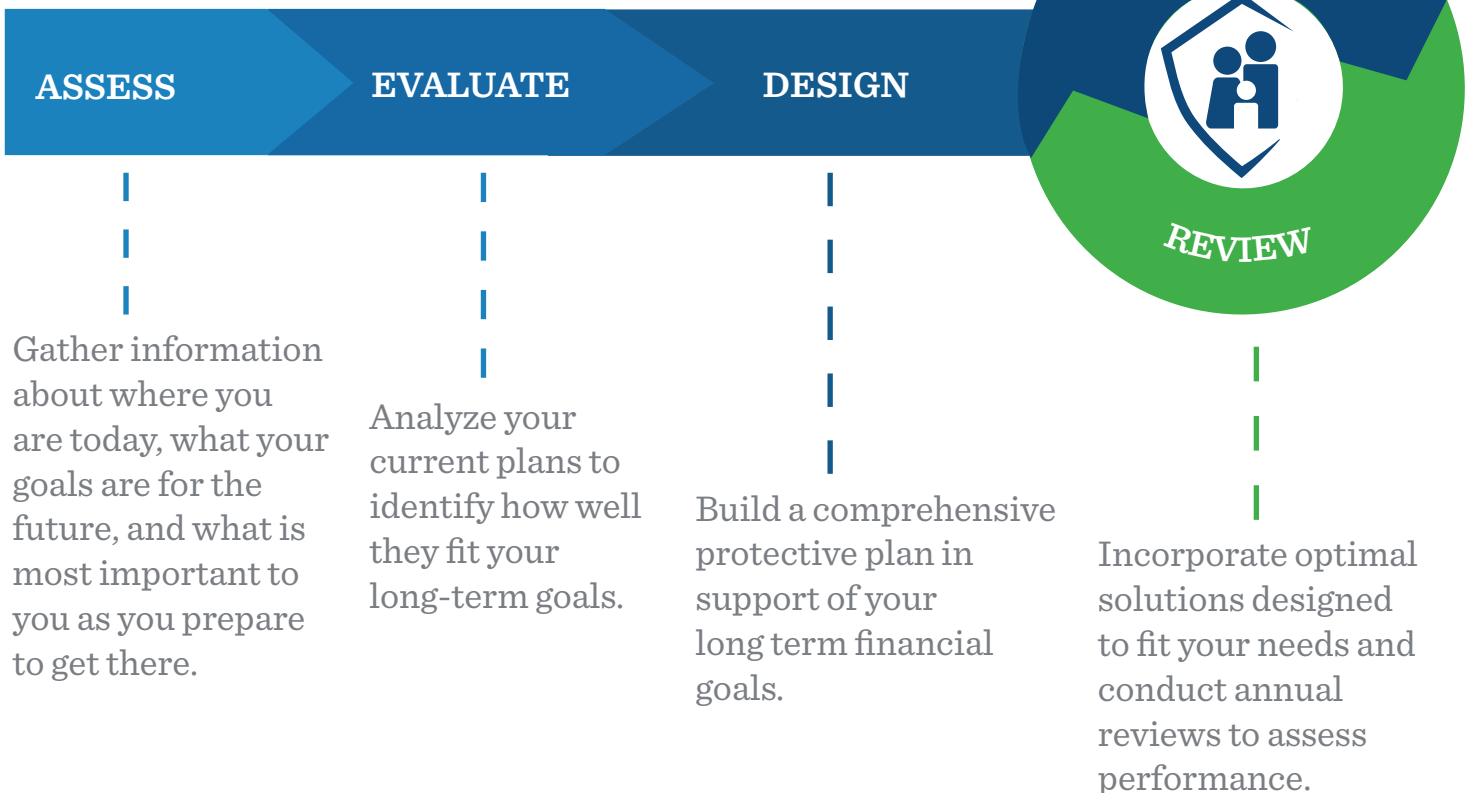 ASSESS
EVALUATE
DESIGN
REVIEW
Gather information
about where you
are today, what your
goals are for the
future, and what is
most important to
you as you prepare
to get there.
Analyze your
current plans to
identify how well
they fit your
long-term goals.
Build a comprehensive
protective plan in
support of your
long term financial
goals.
Incorporate optimal
solutions designed
to fit your needs and
conduct annual
reviews to assess
performance.